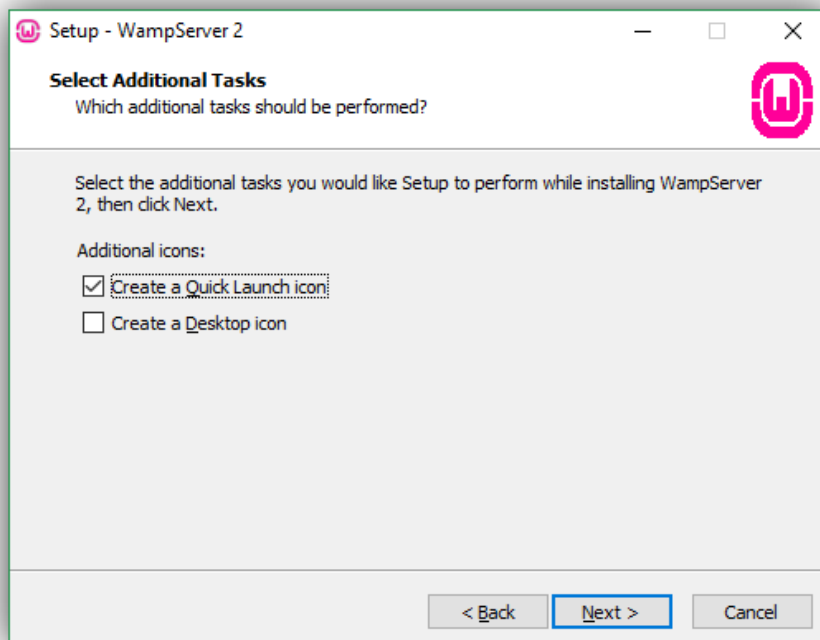 Setup - WampServer 2
Select Additional Tasks
Which additional tasks should be performed?
Select the additional tasks you would like Setup to perform while installing WampServer
2, then click Next.
Additional icons:
Create a Quick Launch icon
Create a Desktop icon
< Back Next > Cancel